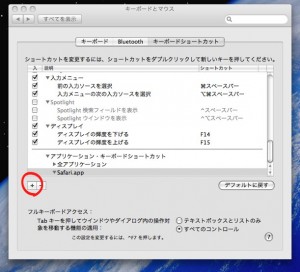 キーボードとマウス
すべてを表示
キーボード Bluetooth キーボードショートカット
ショートカットを変更するには、ショートカットをダブルクリックして新しいキーを押してください。
入 説明 ショートカット
▼入力メニュー
前の入力ソースを選択 ⌘スペースバー
入力メニューの次の入力ソースを選択 ⌥⌘スペースバー
▼Spotlight
Spotlight 検索フィールドを表示 ^スペースバー
Spotlight ウインドウを表示 ^⌥スペースバー
▼ディスプレイ
ディスプレイの輝度を下げる F14
ディスプレイの輝度を上げる F15
▼アプリケーション・キーボードショートカット
▶全アプリケーション
Safari.app
+ −
デフォルトに戻す
フルキーボードアクセス：
Tab キーを押してウインドウやダイアログ内の操作対象を移動する機能の適用：
テキストボックスとリストのみ
すべてのコントロール
この設定を変更するには、^F7 を押します。
?